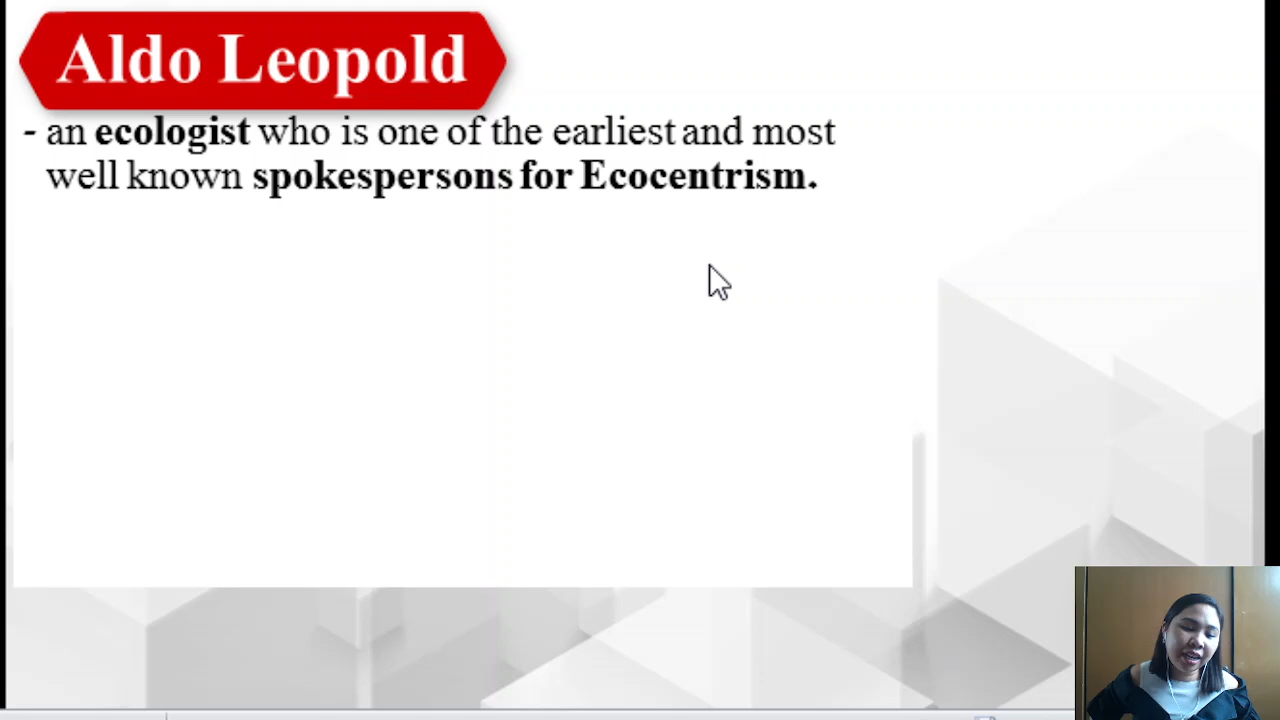 Aldo Leopold
- an ecologist who is one of the earliest and most
well known spokespersons for Ecocentrism.